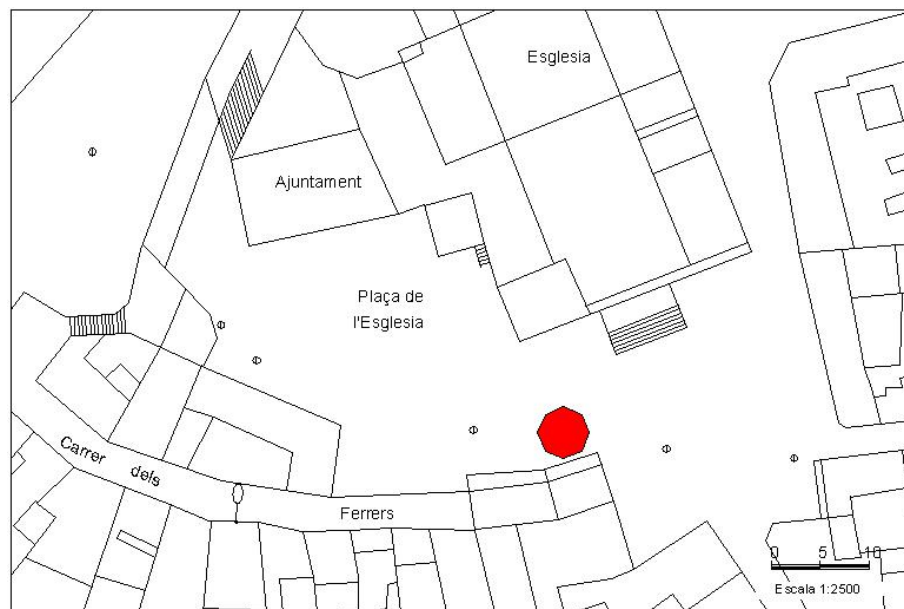 Esglesia
Ajuntament
Plaça de
l'Esglesia
Carrer dels
Ferrers
0 5 10
Escala 1:2500